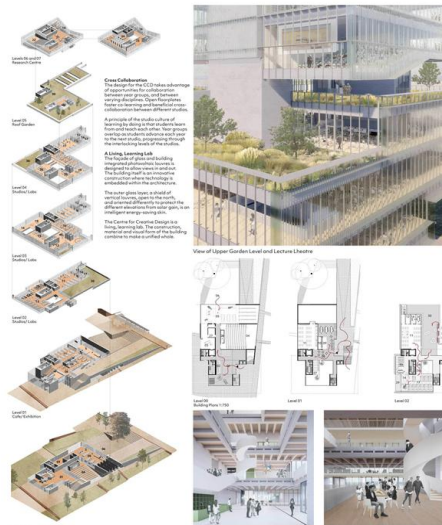 Levels 06 and 07
Research Centre
Level 05
Roof Garden
Level 04
Studios/ Labs
Level 03
Studios/ Labs
Level 02
Studios/ Labs
Level 01
Cafe/ Exhibition
Cross Collaboration
The design for the CCD takes advantage
of opportunities for collaboration
between year groups, and between
varying disciplines. Open floorplates
foster co-learning and beneficial cross-
collaboration between different studios.
A principle of the studio culture of
learning by doing is that students learn
from and teach each other. Year groups
overlap as students advance each year
to the next studio, progressing through
the interlocking levels of the studios.
A Living, Learning Lab
The façade of glass and building
integrated photovoltaic louvres is
designed to allow views in and out.
The building itself is an innovative
construction where technology is
embedded within the architecture.
The outer glass layer, a shield of
vertical louvres, open to the north,
and oriented differently to protect the
different elevations from solar gain, is an
intelligent energy-saving skin.
The Centre for Creative Design is a
living, learning lab. The construction,
material and visual form of the building
combine to make a unified whole.
View of Upper Garden Level and Lecture Lheatre
Level 00
Building Plans 1:750
Level 01
Level 02